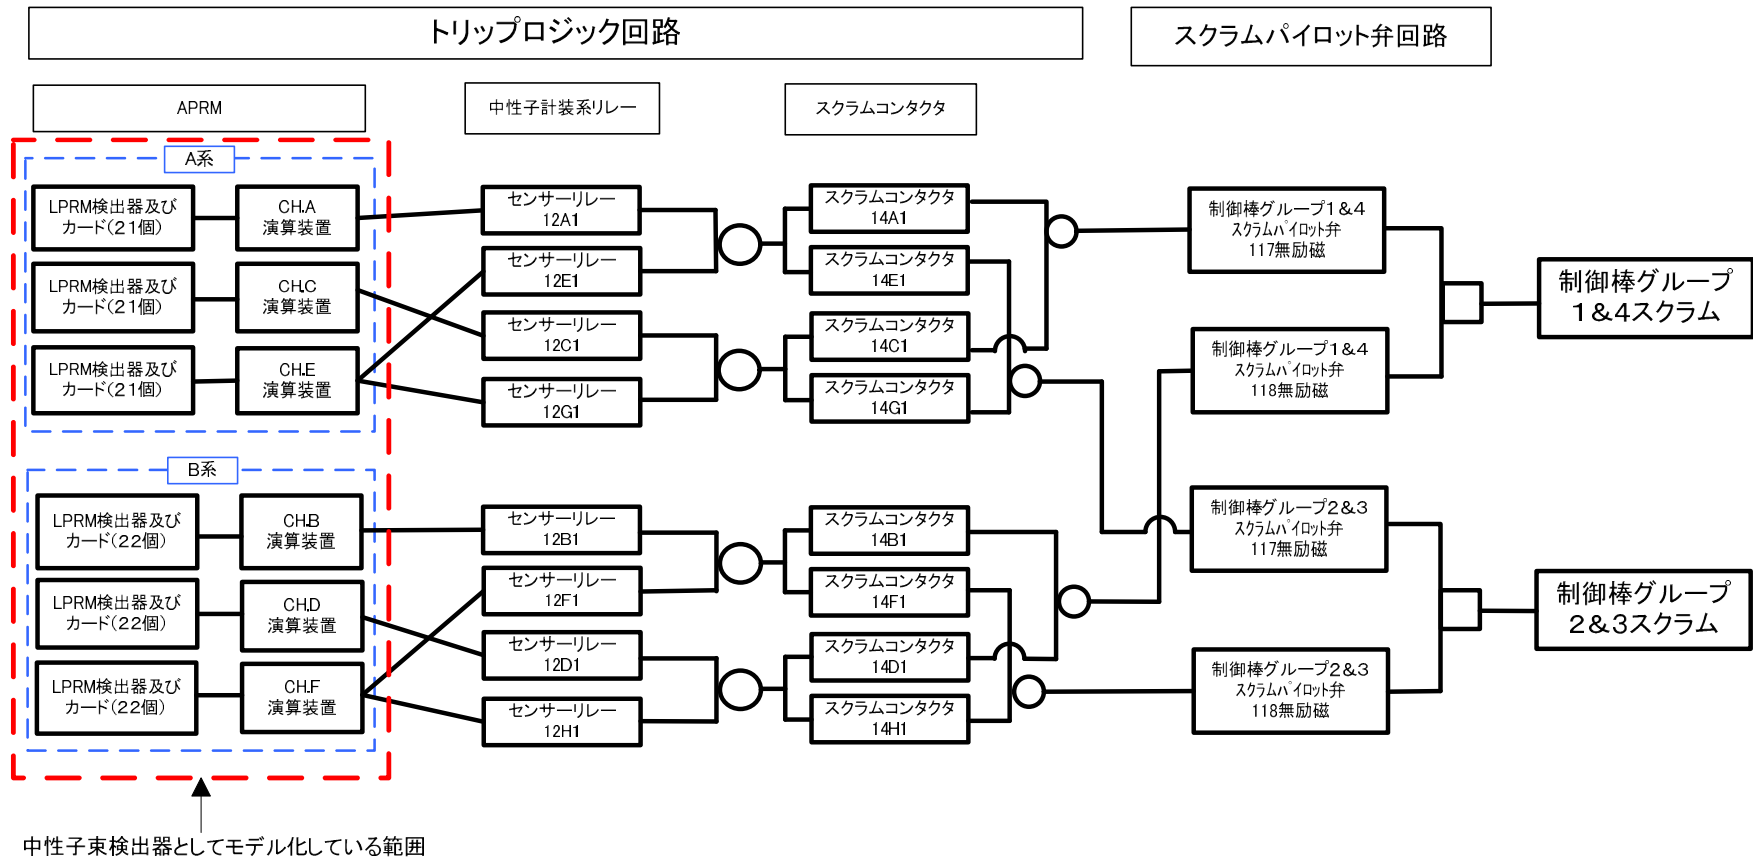 トリップロジック回路
スクラムパイロット弁回路
APRM
中性子計装系リレー
スクラムコンタクタ
A系
LPRM検出器及び
カード(21個)
CH.A
演算装置
LPRM検出器及び
カード(21個)
CH.C
演算装置
LPRM検出器及び
カード(21個)
CH.E
演算装置
B系
LPRM検出器及び
カード(22個)
CH.B
演算装置
LPRM検出器及び
カード(22個)
CH.D
演算装置
LPRM検出器及び
カード(22個)
CH.F
演算装置
センサーリレー
12A1
センサーリレー
12E1
センサーリレー
12C1
センサーリレー
12G1
センサーリレー
12B1
センサーリレー
12F1
センサーリレー
12D1
センサーリレー
12H1
スクラムコンタクタ
14A1
スクラムコンタクタ
14E1
スクラムコンタクタ
14C1
スクラムコンタクタ
14G1
スクラムコンタクタ
14B1
スクラムコンタクタ
14F1
スクラムコンタクタ
14D1
スクラムコンタクタ
14H1
制御棒グループ1&4
スクラムパイロット弁
117無励磁
制御棒グループ1&4
スクラムパイロット弁
118無励磁
制御棒グループ2&3
スクラムパイロット弁
117無励磁
制御棒グループ2&3
スクラムパイロット弁
118無励磁
制御棒グループ
1&4スクラム
制御棒グループ
2&3スクラム
中性子束検出器としてモデル化している範囲